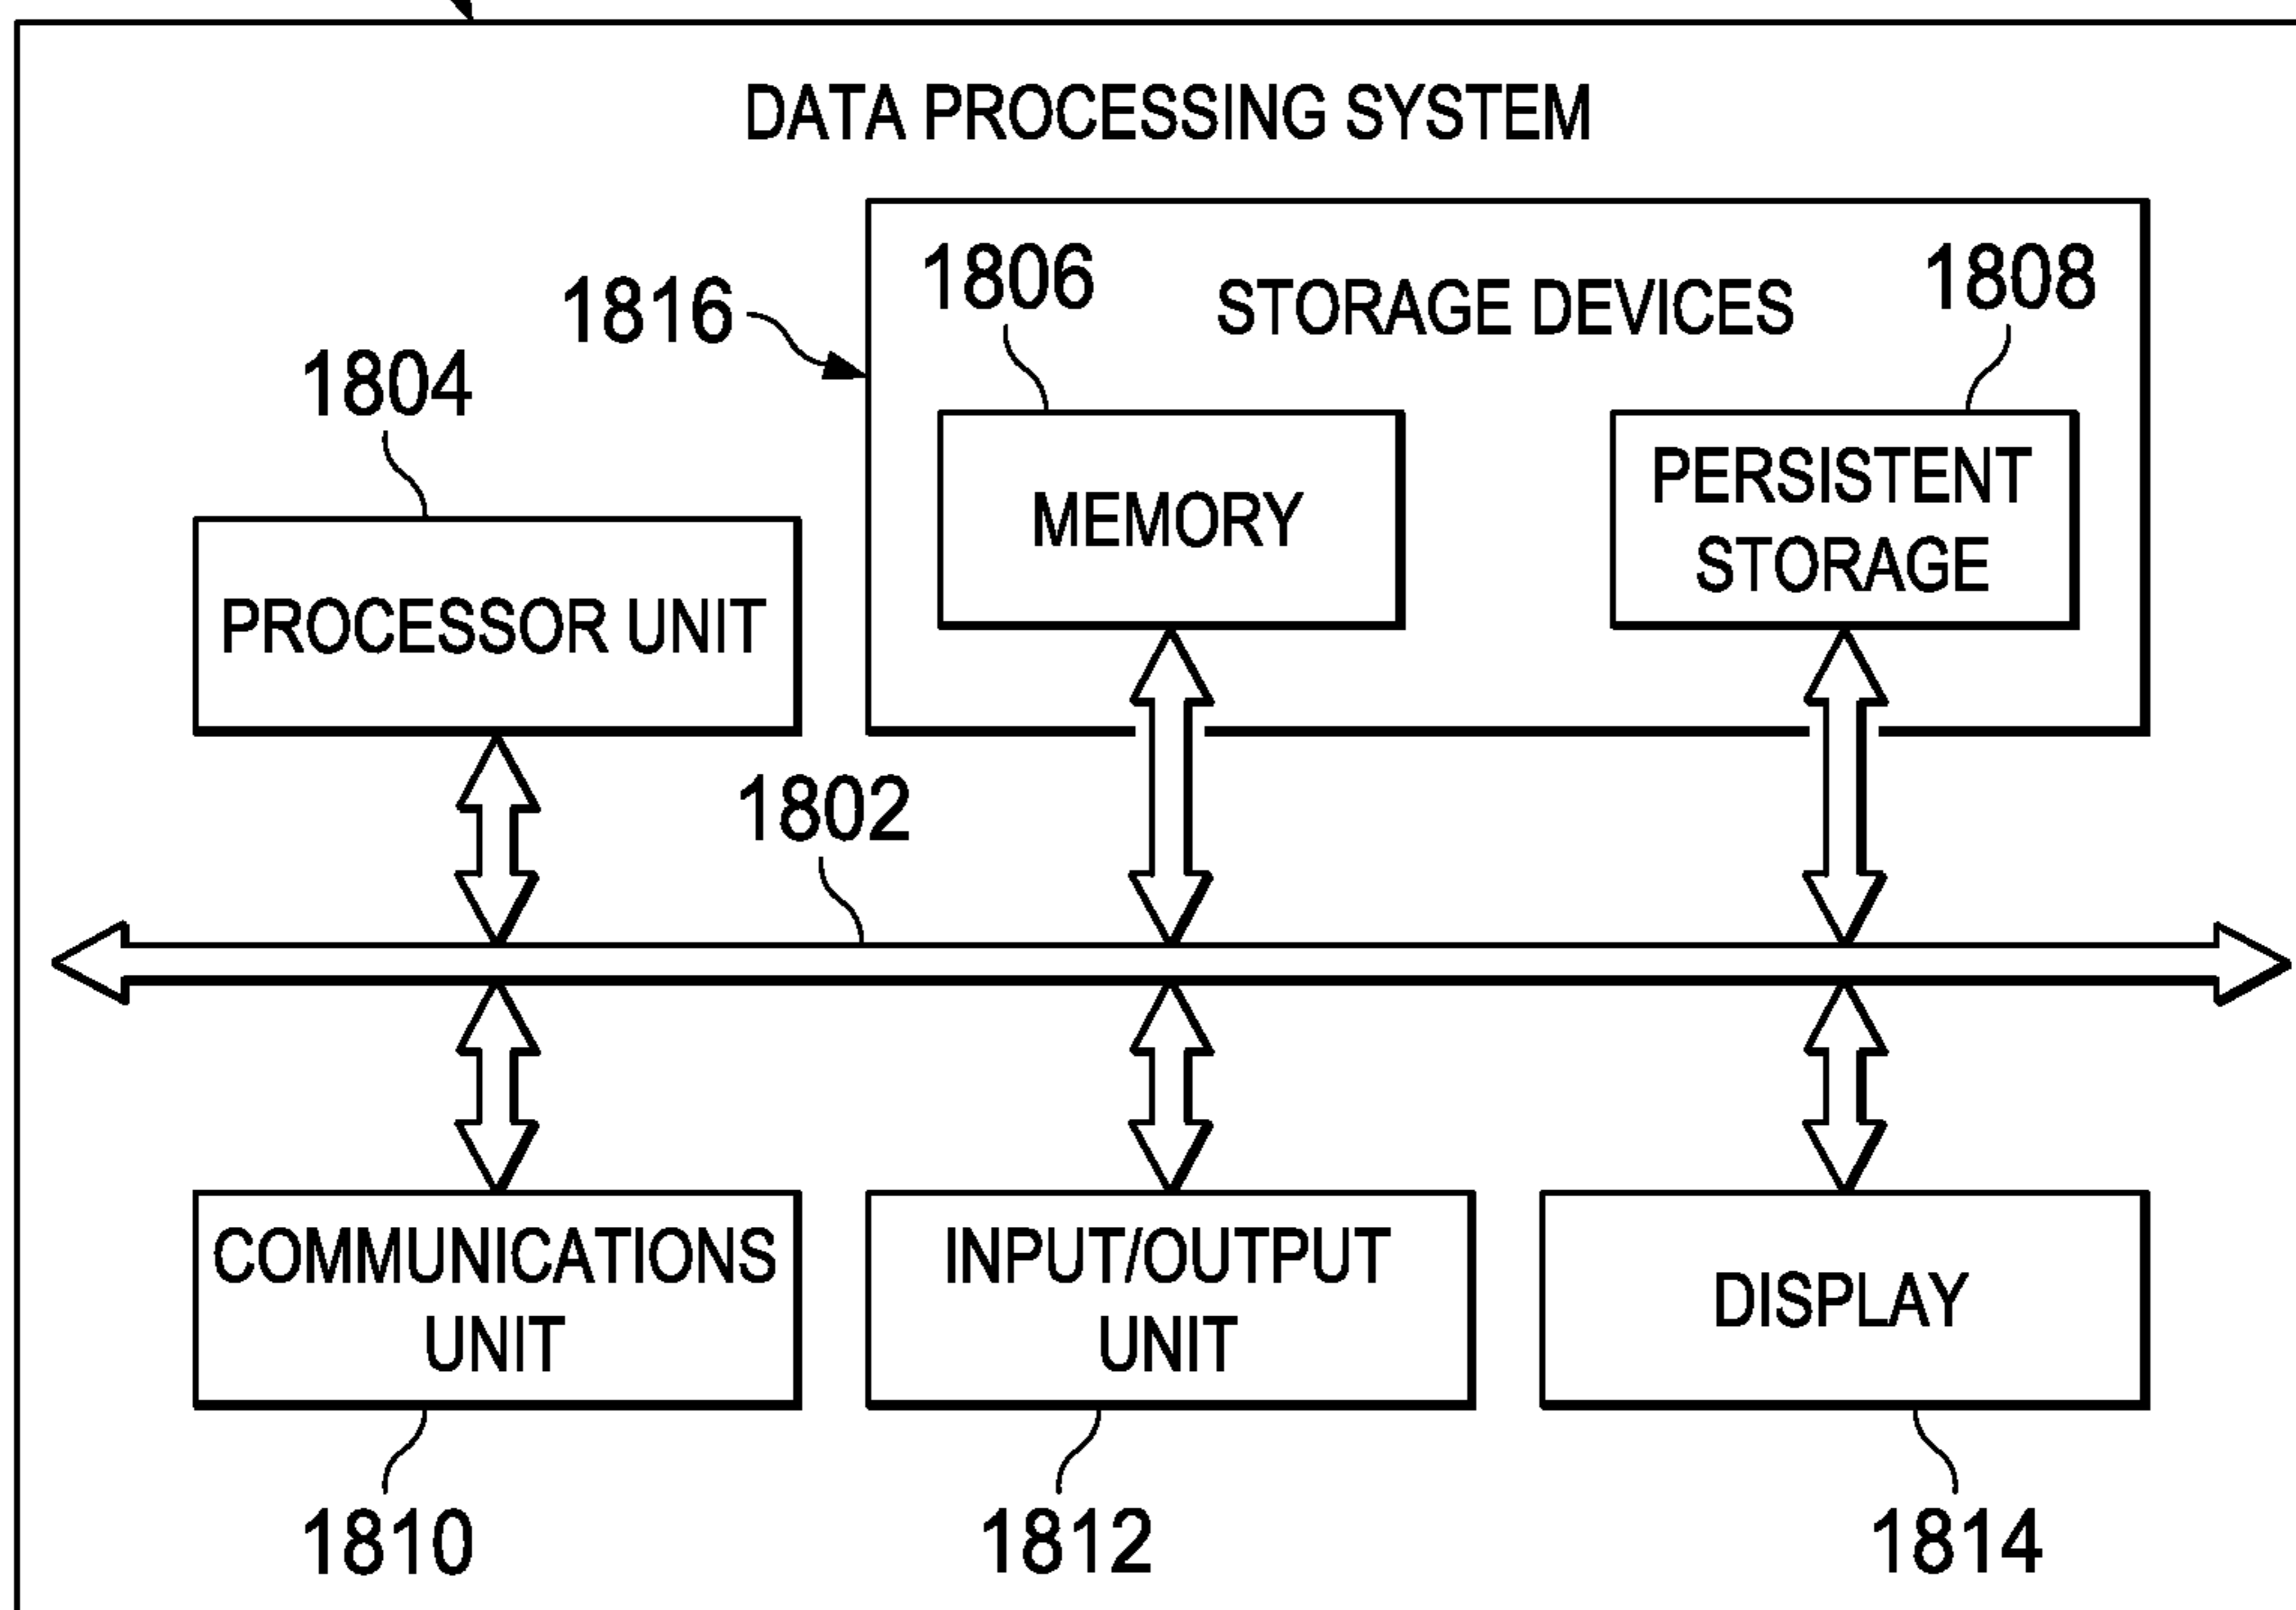 DATA PROCESSING SYSTEM
1816
1806
STORAGE DEVICES
1808
1804
MEMORY
PERSISTENT
STORAGE
PROCESSOR UNIT
1802
COMMUNICATIONS
UNIT
INPUT/OUTPUT
UNIT
DISPLAY
1810
1812
1814